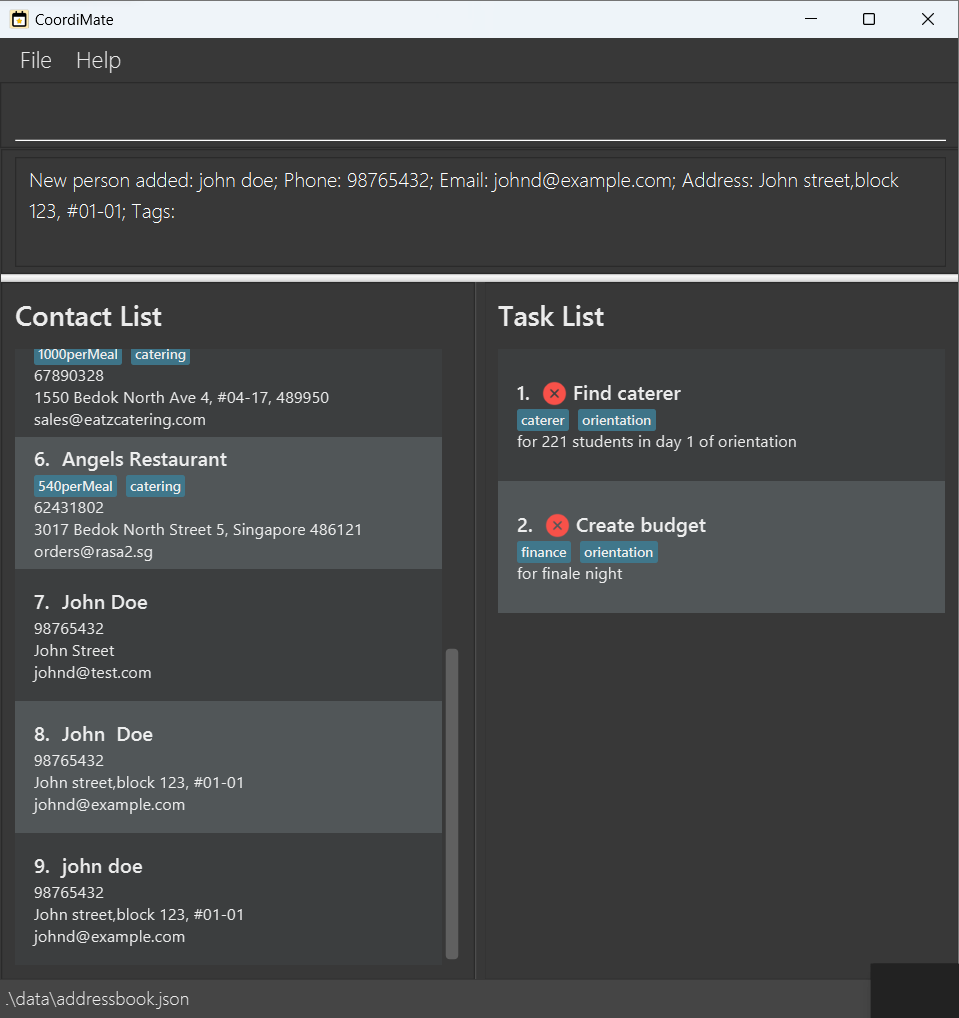 CoordiMate
File Help
New person added: john doe; Phone: 98765432; Email: johnd@example.com; Address: John street,block
123, #01-01; Tags:
Contact List
1000perMeal catering
67890328
1550 Bedok North Ave 4, #04-17, 489950
sales@eatzcatering.com
6. Angels Restaurant
540perMeal catering
62431802
3017 Bedok North Street 5, Singapore 486121
orders@rasa2.sg
7. John Doe
98765432
John Street
johnd@test.com
8. John  Doe
98765432
John street,block 123, #01-01
johnd@example.com
9. john doe
98765432
John street,block 123, #01-01
johnd@example.com
Task List
1. Find caterer
caterer orientation
for 221 students in day 1 of orientation
2. Create budget
finance orientation
for finale night
.\data\addressbook.json